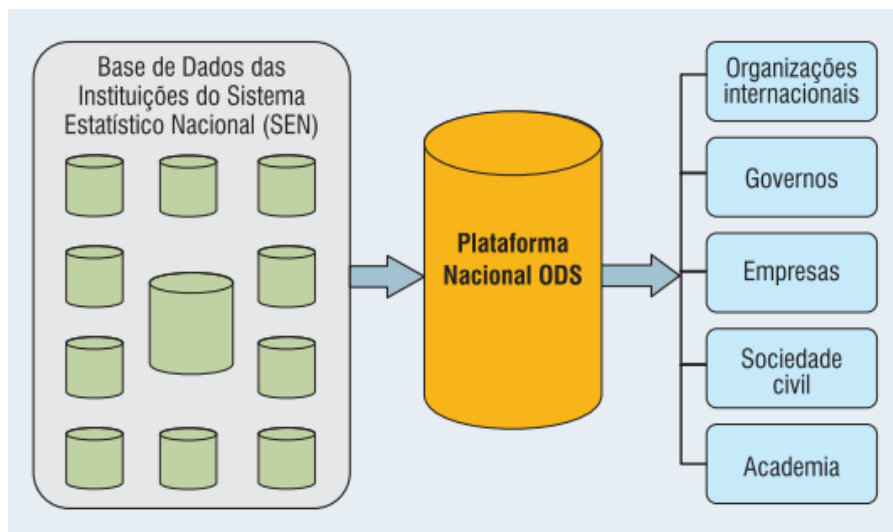 Base de Dados das
Instituições do Sistema
Estatístico Nacional (SEN)
Plataforma
Nacional ODS
Organizações
internacionais
Governos
Empresas
Sociedade
civil
Academia